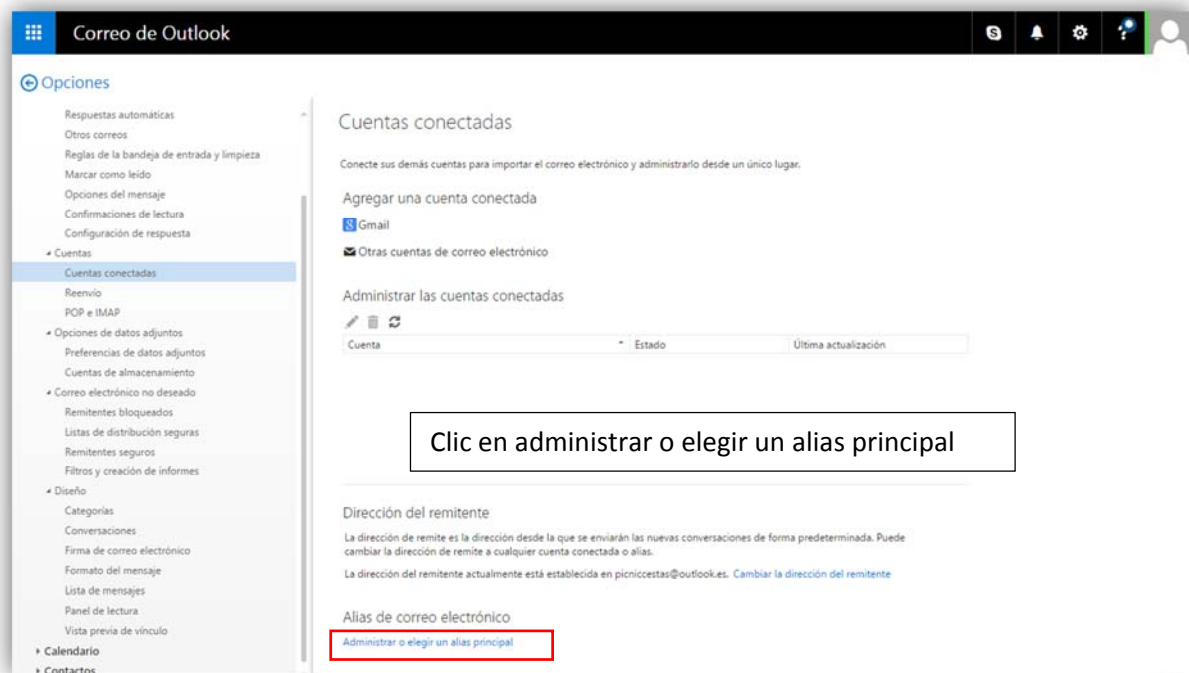 Correo de Outlook
Opciones
Respuestas automáticas
Otros correos
Reglas de la bandeja de entrada y limpieza
Marcar como leído
Opciones del mensaje
Confirmaciones de lectura
Configuración de respuesta
Cuentas
Cuentas conectadas
Reenvío
POP e IMAP
Opciones de datos adjuntos
Preferencias de datos adjuntos
Cuentas de almacenamiento
Correo electrónico no deseado
Remitentes bloqueados
Listas de distribución seguras
Remitentes seguros
Filtros y creación de informes
Diseño
Categorías
Conversaciones
Firma de correo electrónico
Formato del mensaje
Lista de mensajes
Panel de lectura
Vista previa de vínculo
Calendario
Contactos
Cuentas conectadas
Conecte sus demás cuentas para importar el correo electrónico y administrarlo desde un único lugar.
Agregar una cuenta conectada
Gmail
Otras cuentas de correo electrónico
Administrar las cuentas conectadas
Cuenta Estado Última actualización
Clic en administrar o elegir un alias principal
Dirección del remitente
La dirección de remite es la dirección desde la que se enviarán las nuevas conversaciones de forma predeterminada. Puede
cambiar la dirección de remite a cualquier cuenta conectada o alias.
La dirección del remitente actualmente está establecida en picniccestas@outlook.es. Cambiar la dirección del remitente
Alias de correo electrónico
Administrar o elegir un alias principal